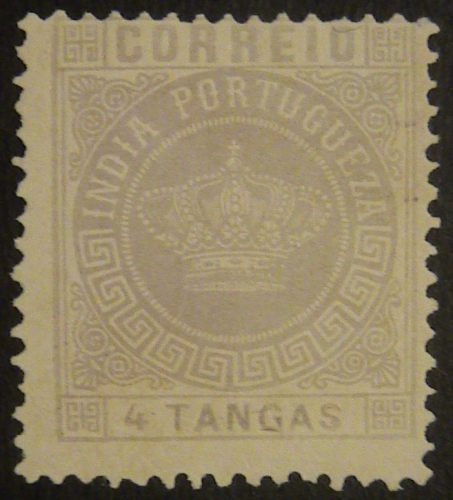 CORREIO
INDIA PORTUGUEZA
4 TANGAS